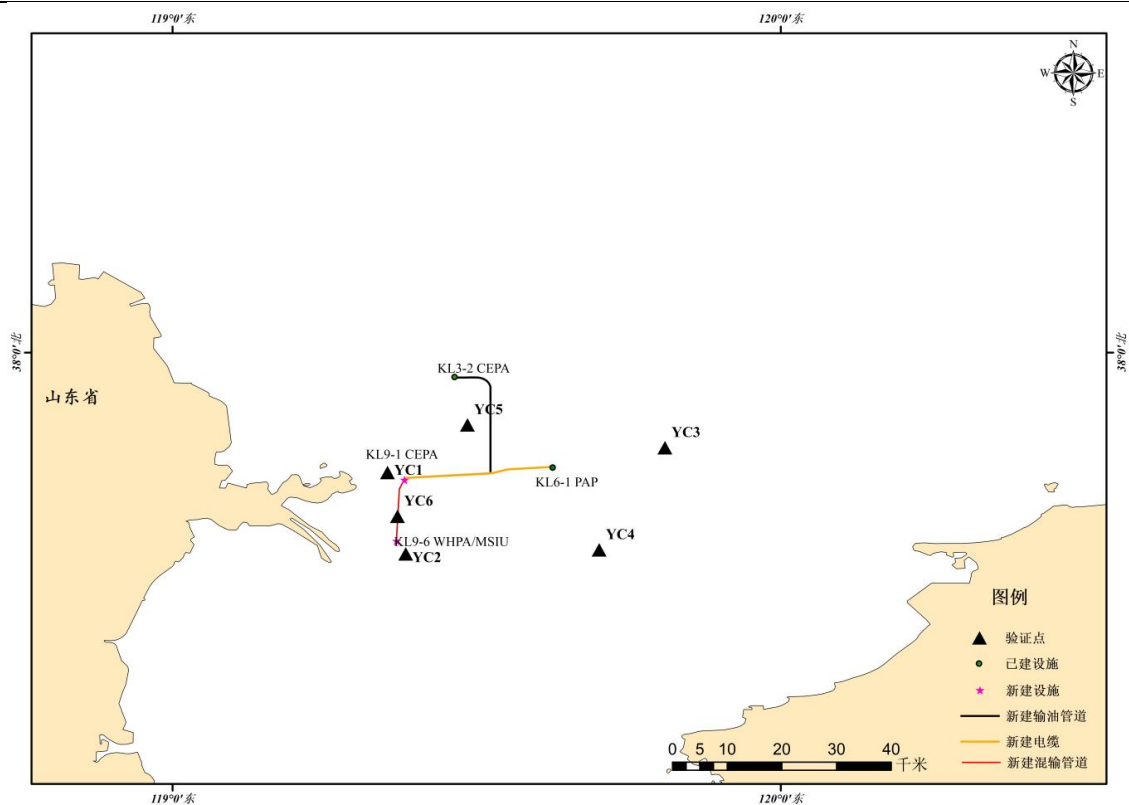 119°0′东
120°0′东
N
W
E
S
38°0′北
38°0′北
山东省
KL3-2 CEPA
YC5
YC3
KL9-1 CEPA
YC1
KL6-1 PAP
YC6
KL9-6 WHPA/MSIU
YC2
YC4
图例
验证点
已建设施
新建设施
新建输油管道
新建电缆
新建混输管道
0 5 10 20 30 40
千米
119°0′东
120°0′东